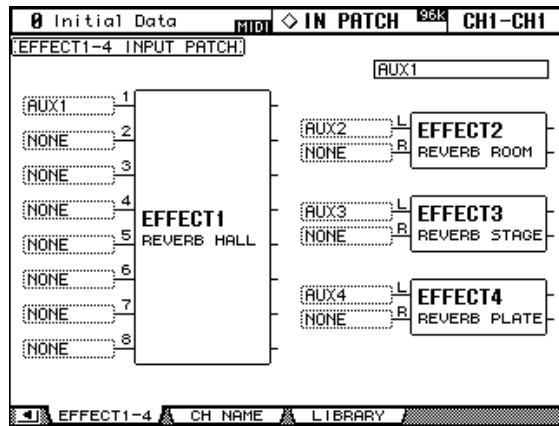 0 Initial Data MIDI ◇ IN PATCH 96k CH1-CH1
EFFECT1-4 INPUT PATCH
AUX1
AUX1 1
NONE 2
NONE 3
NONE 4
NONE 5
NONE 6
NONE 7
NONE 8
EFFECT1
REVERB HALL
AUX2 L
NONE R
EFFECT2
REVERB ROOM
AUX3 L
NONE R
EFFECT3
REVERB STAGE
AUX4 L
NONE R
EFFECT4
REVERB PLATE
EFFECT1-4 CH NAME LIBRARY